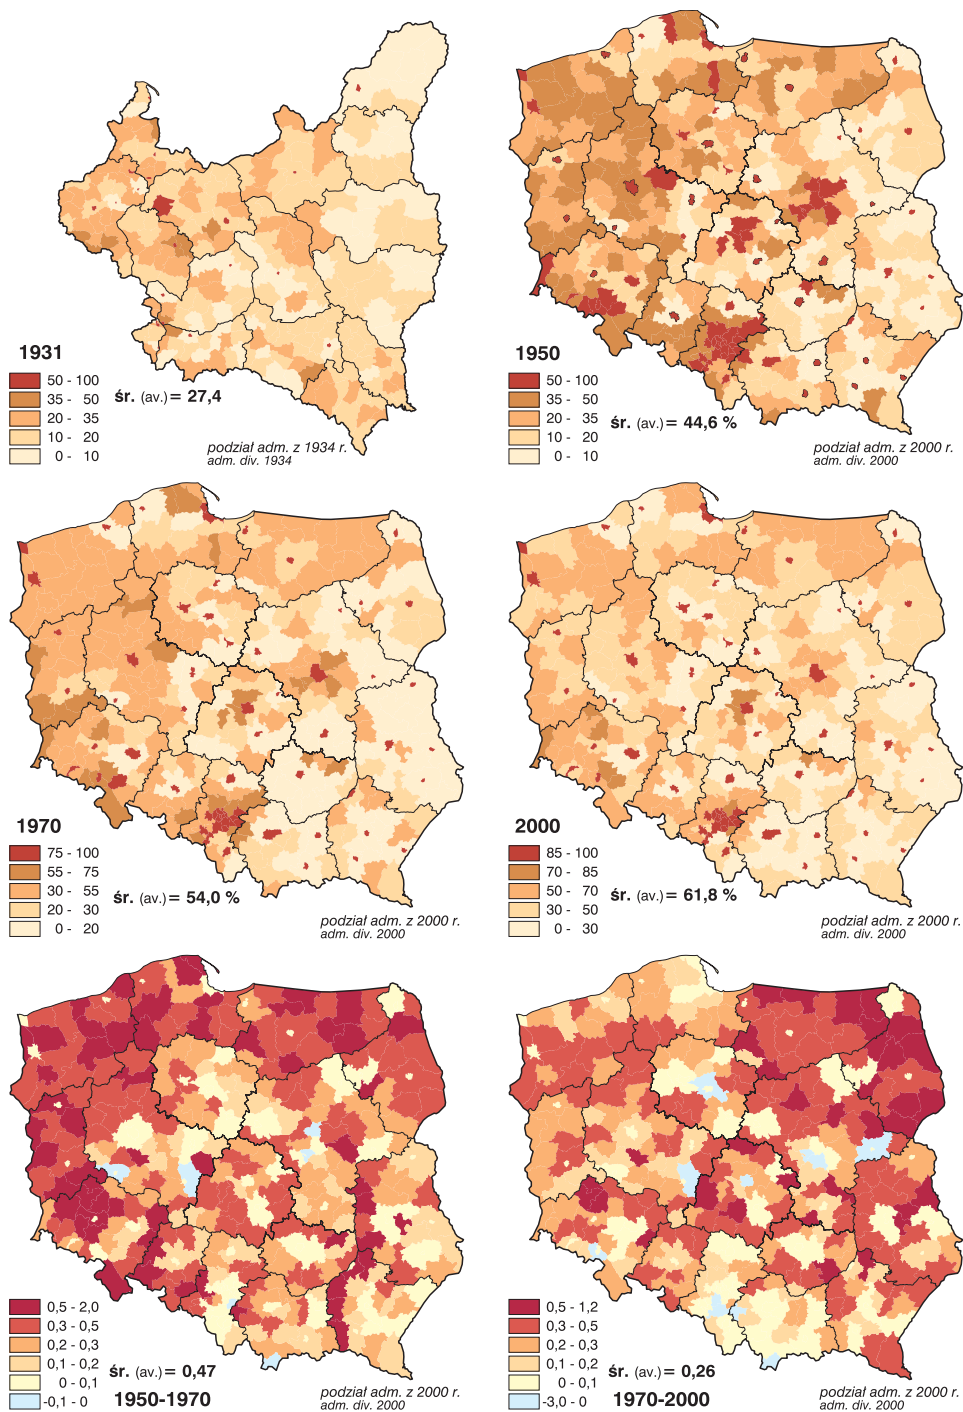 1931
50 - 100
35 - 50
20 - 35
10 - 20
0 - 10
śr. (av.) = 27,4
podział adm. z 1934 r.
adm. div. 1934
1950
50 - 100
35 - 50
20 - 35
10 - 20
0 - 10
śr. (av.) = 44,6 %
podział adm. z 2000 r.
adm. div. 2000
1970
75 - 100
55 - 75
30 - 55
20 - 30
0 - 20
śr. (av.) = 54,0 %
podział adm. z 2000 r.
adm. div. 2000
2000
85 - 100
70 - 85
50 - 70
30 - 50
0 - 30
śr. (av.) = 61,8 %
podział adm. z 2000 r.
adm. div. 2000
0,5 - 2,0
0,3 - 0,5
0,2 - 0,3
0,1 - 0,2
0 - 0,1
-0,1 - 0
śr. (av.) = 0,47
1950-1970
podział adm. z 2000 r.
adm. div. 2000
0,5 - 1,2
0,3 - 0,5
0,2 - 0,3
0,1 - 0,2
0 - 0,1
-3,0 - 0
śr. (av.) = 0,26
1970-2000
podział adm. z 2000 r.
adm. div. 2000